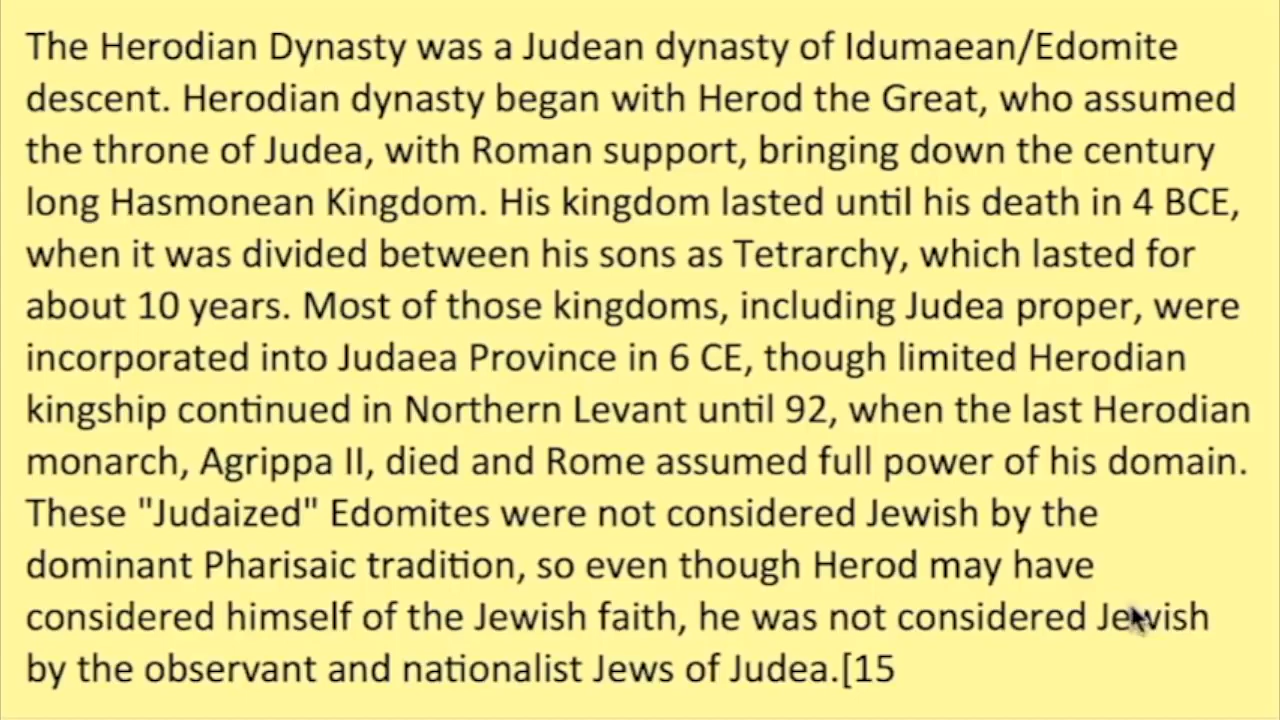 The Herodian Dynasty was a Judean dynasty of Idumaean/Edomite
descent. Herodian dynasty began with Herod the Great, who assumed
the throne of Judea, with Roman support, bringing down the century
long Hasmonean Kingdom. His kingdom lasted until his death in 4 BCE,
when it was divided between his sons as Tetrarchy, which lasted for
about 10 years. Most of those kingdoms, including Judea proper, were
incorporated into Judaea Province in 6 CE, though limited Herodian
kingship continued in Northern Levant until 92, when the last Herodian
monarch, Agrippa II, died and Rome assumed full power of his domain.
These "Judaized" Edomites were not considered Jewish by the
dominant Pharisaic tradition, so even though Herod may have
considered himself of the Jewish faith, he was not considered Jewish
by the observant and nationalist Jews of Judea.[15